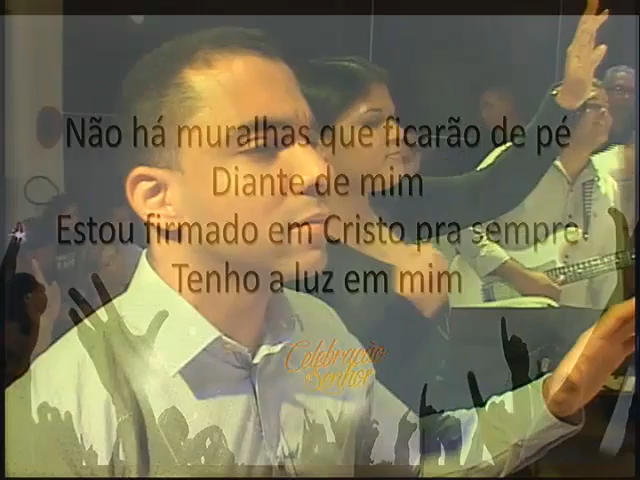 Não há muralhas que ficarão de pé
Diante de mim
Estou firmado em Cristo pra sempre
Tenho a luz em mim
Celebração
Senhor